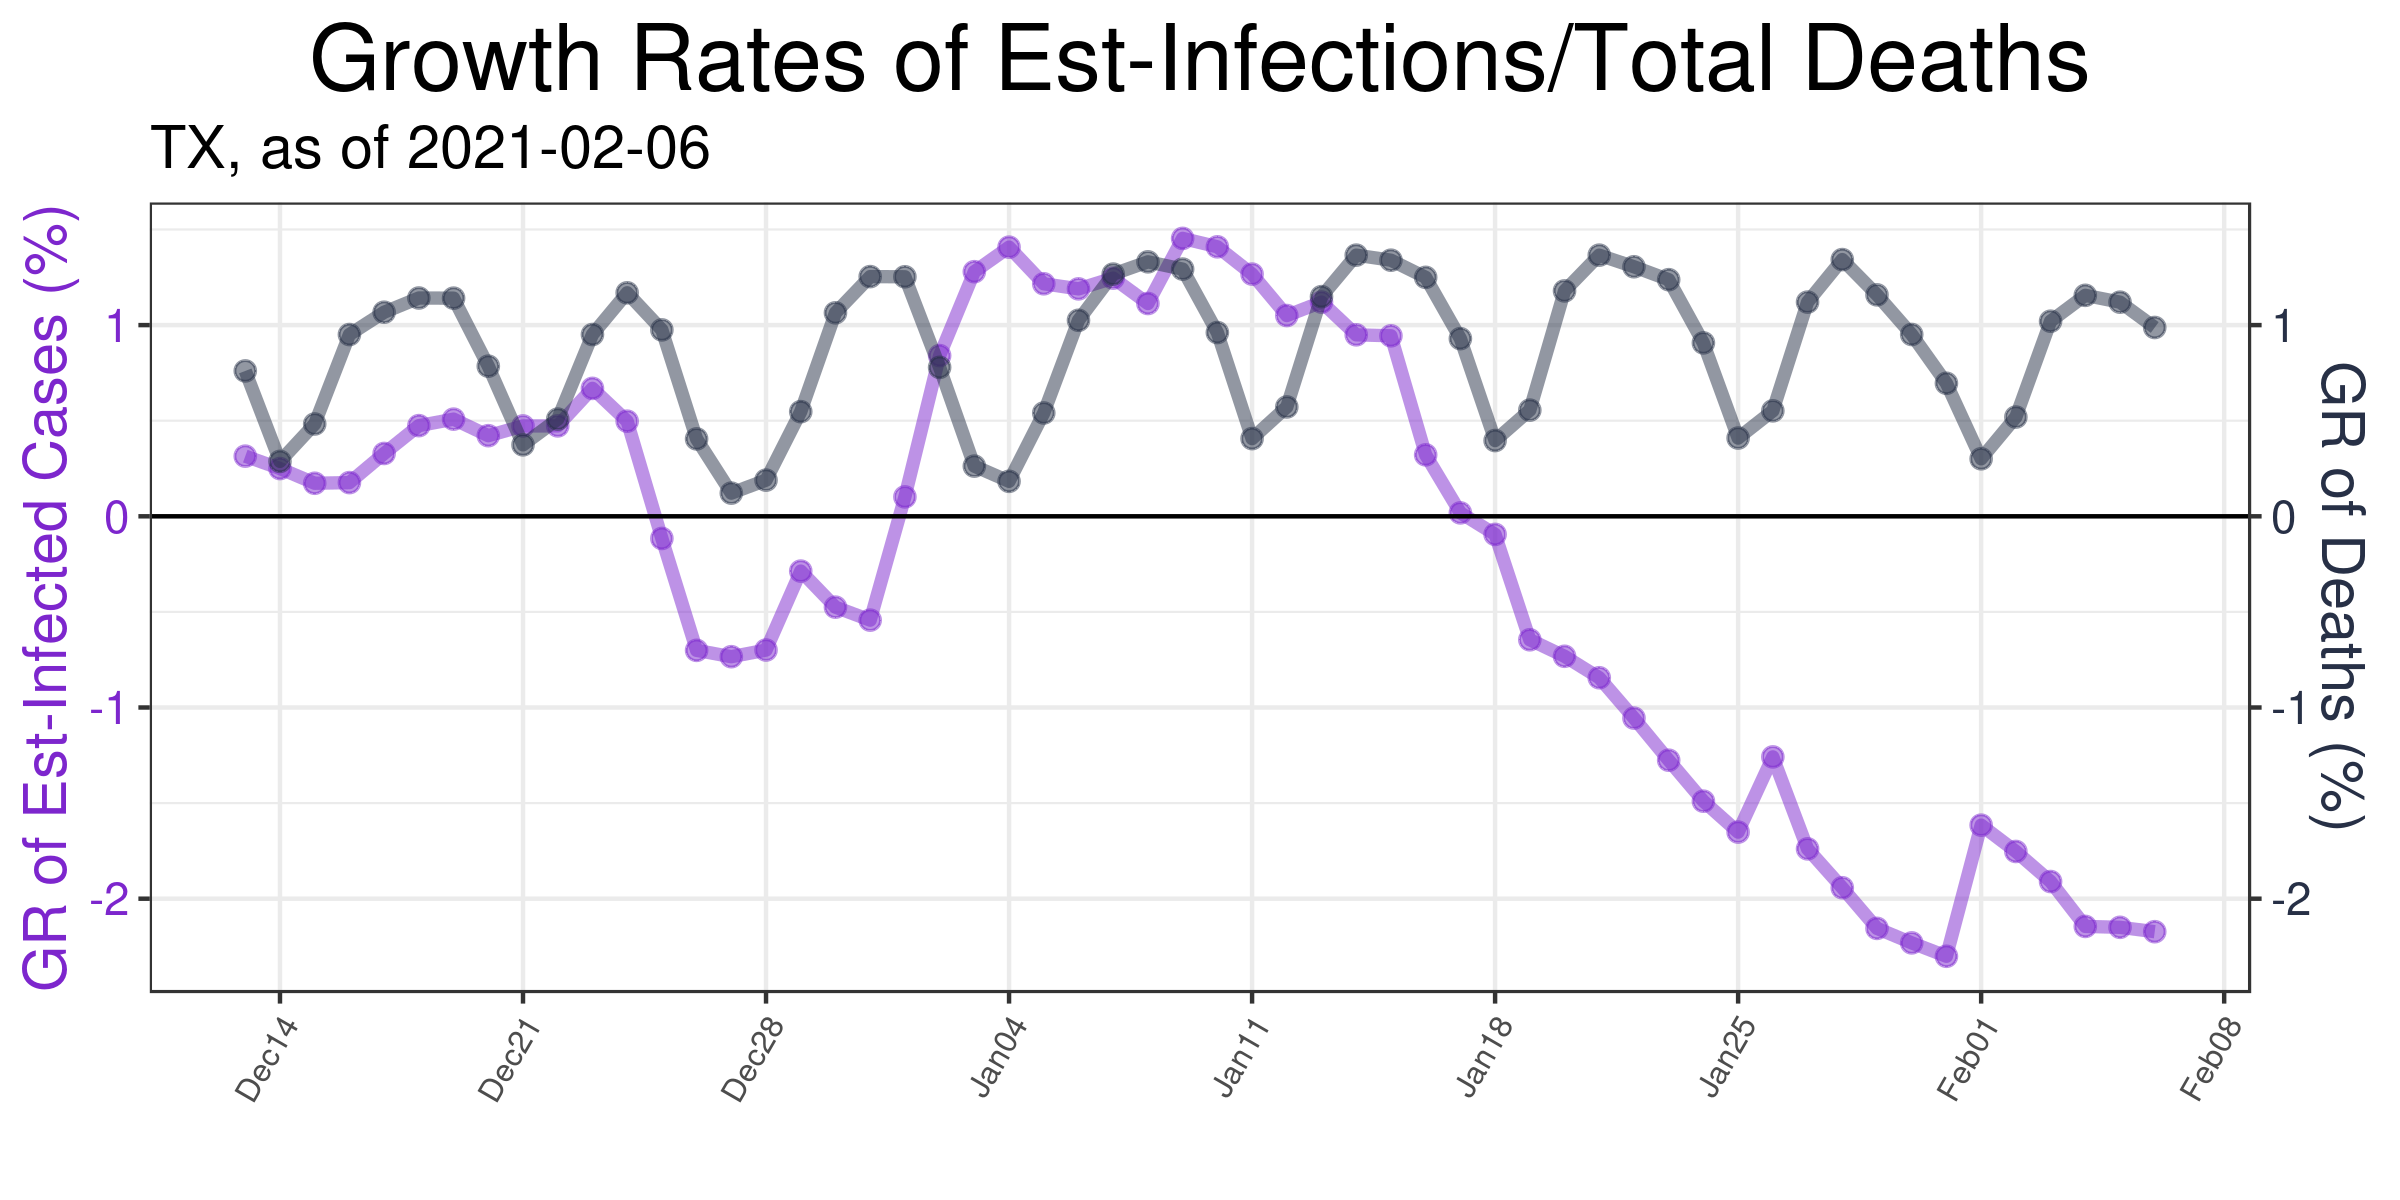 Growth Rates of Est-Infections/Total Deaths
TX, as of 2021-02-06
GR of Est-Infected Cases (%)
1
0
-1
-2
1
0
-1
-2
GR of Deaths (%)
Dec14
Dec21
Dec28
Jan04
Jan11
Jan18
Jan25
Feb01
Feb08